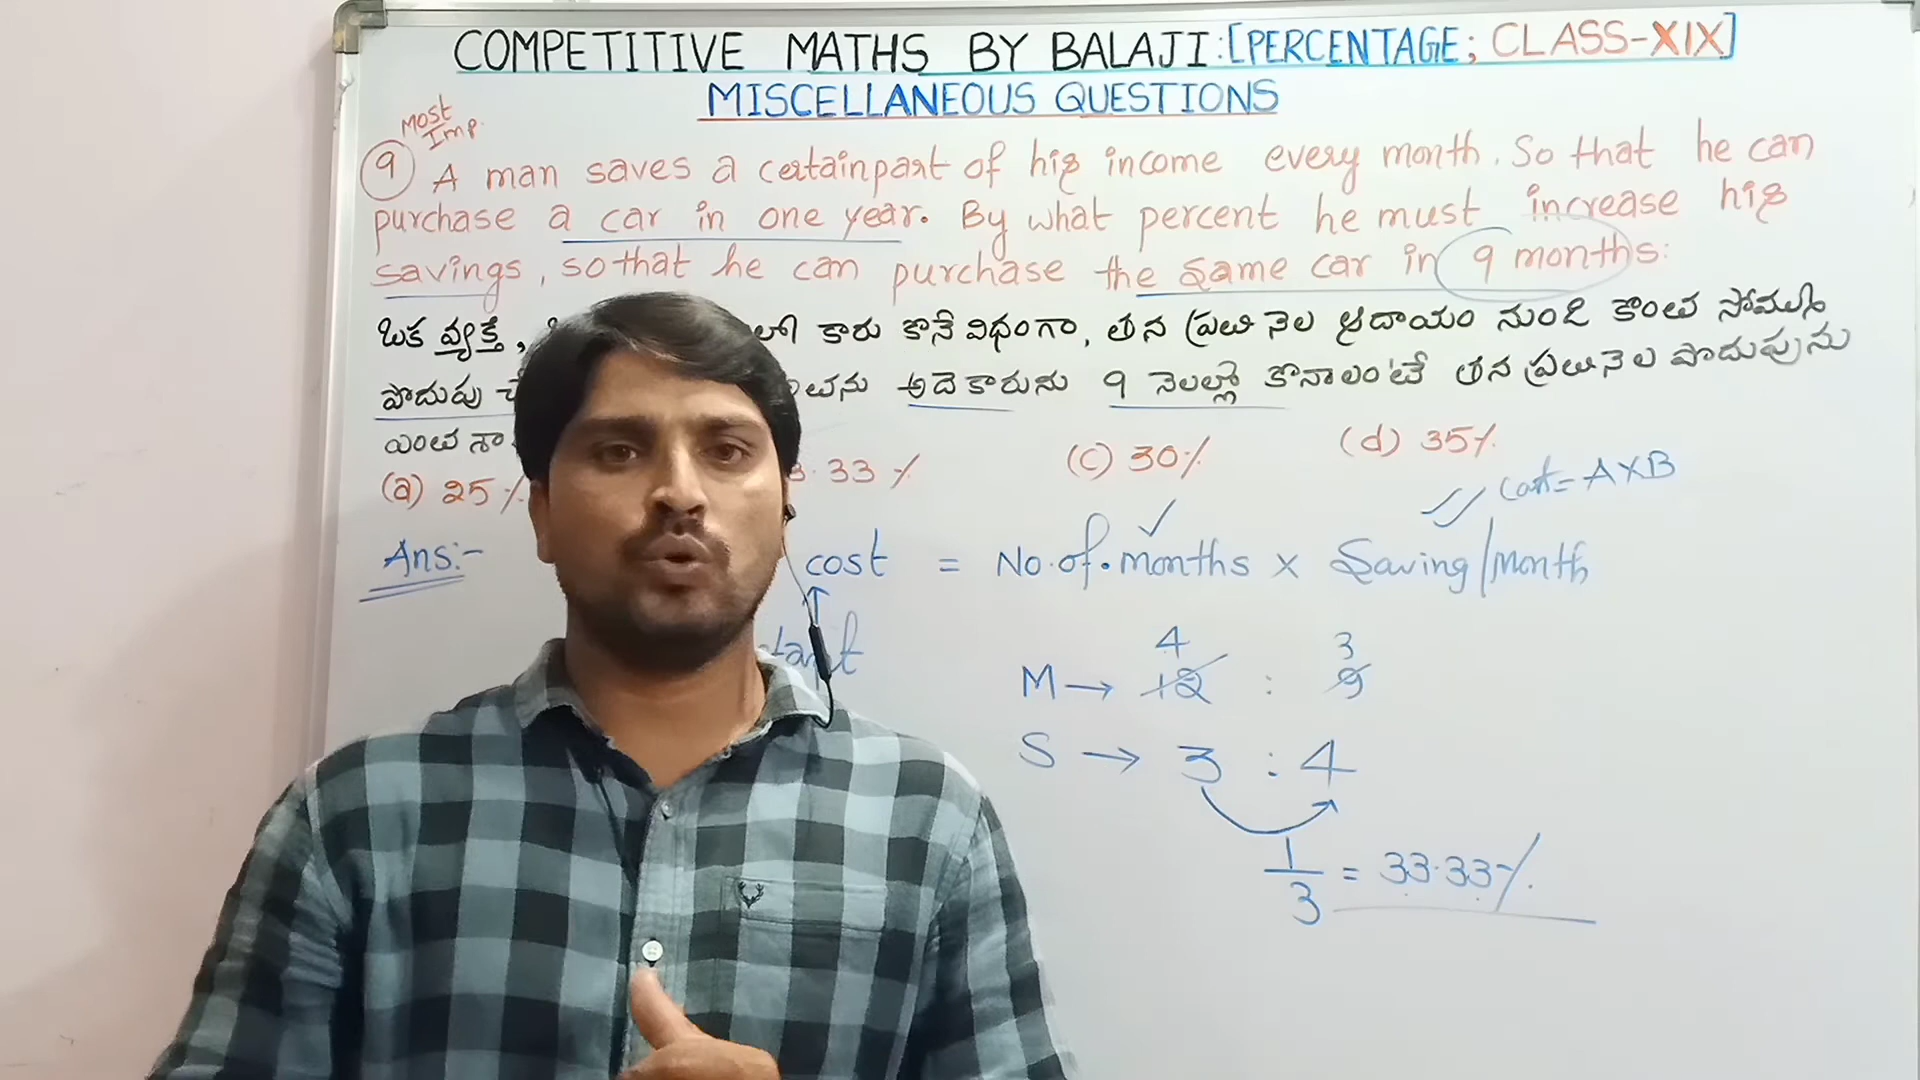 COMPETITIVE MATHS BY BALAJI:[PERCENTAGE; CLASS-XIX]
MISCELLANEOUS QUESTIONS
Most
Imp.
9 A man saves a certain part of his income every month. So that he can
purchase a car in one year. By what percent he must increase his
savings, so that he can purchase the same car in 9 months:
ఒక వ్యక్తి, లో కారు కొనే విధంగా, తన ప్రతి నెల ఆదాయం నుండి కొంత సోమ్ము
పొదుపు అదె కారును 9 నెలల్లో కొనాలంటే తన ప్రతినెల పొదుపును
ఎంత శా
(a) 25% 3.33% (c) 30% (d) 35%
Cost = A×B
Ans:- cost = No.of.months × Saving/month
tant
4 3
M→ 12 : 9
S → 3 : 4
1/3 = 33.33%